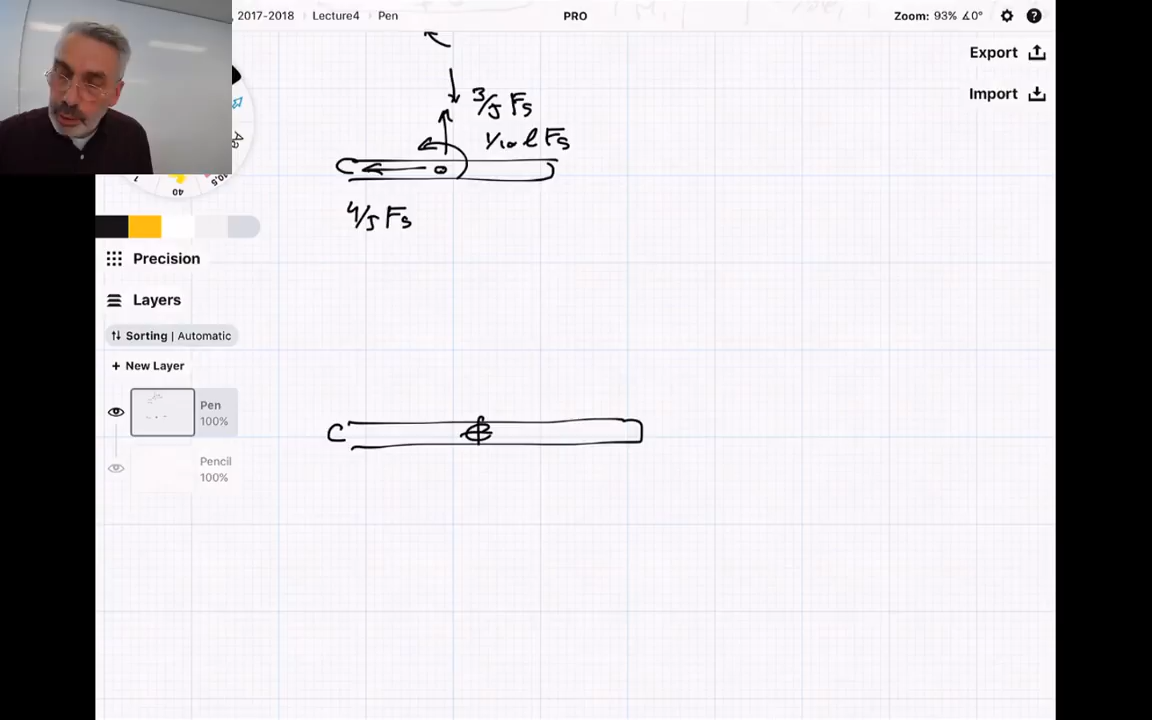 , 2017-2018 › Lecture4 › Pen
PRO
Zoom: 93% ∡0°
Export
Import
3/5 Fs
1/10 l Fs
4/5 Fs
40
Precision
Layers
Sorting | Automatic
+ New Layer
Pen
100%
Pencil
100%